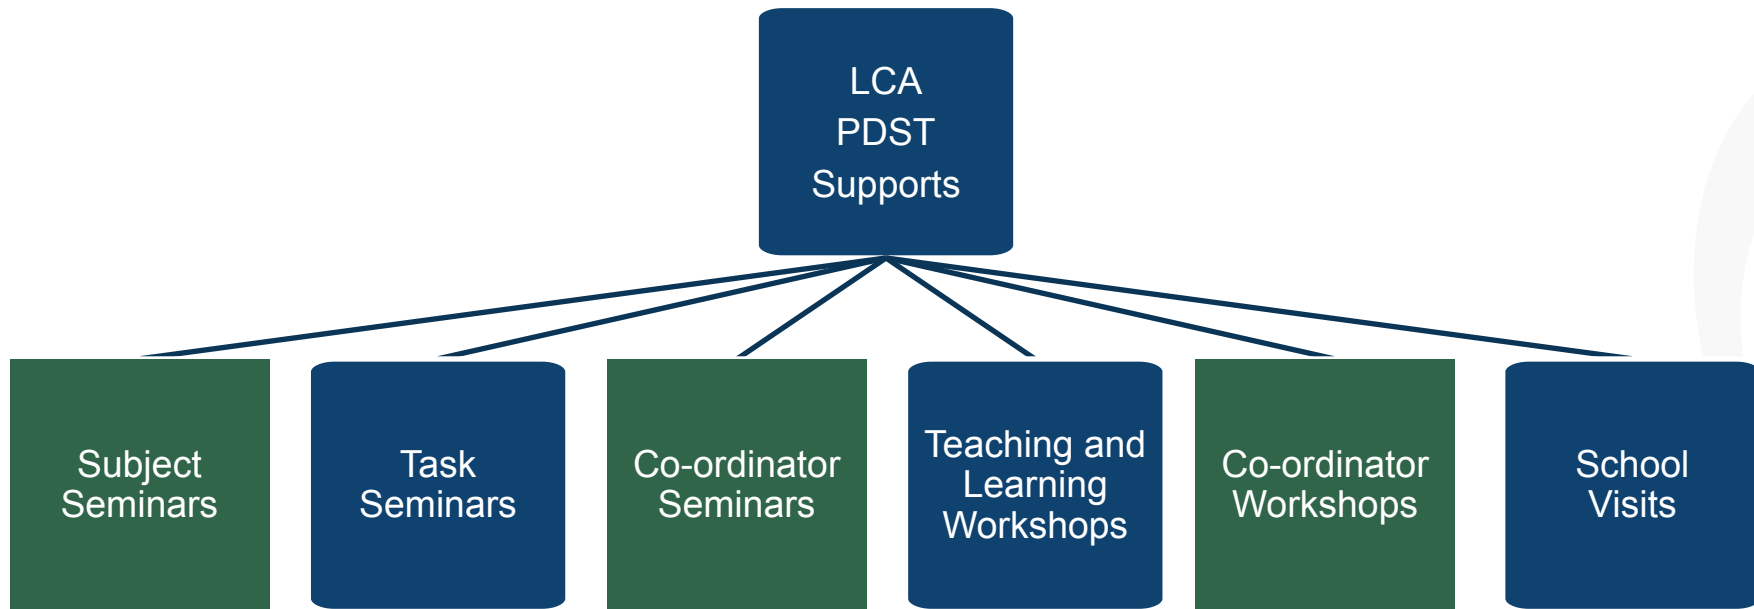 LCA
PDST
Supports
Subject
Seminars
Task
Seminars
Co-ordinator
Seminars
Teaching and
Learning
Workshops
Co-ordinator
Workshops
School
Visits